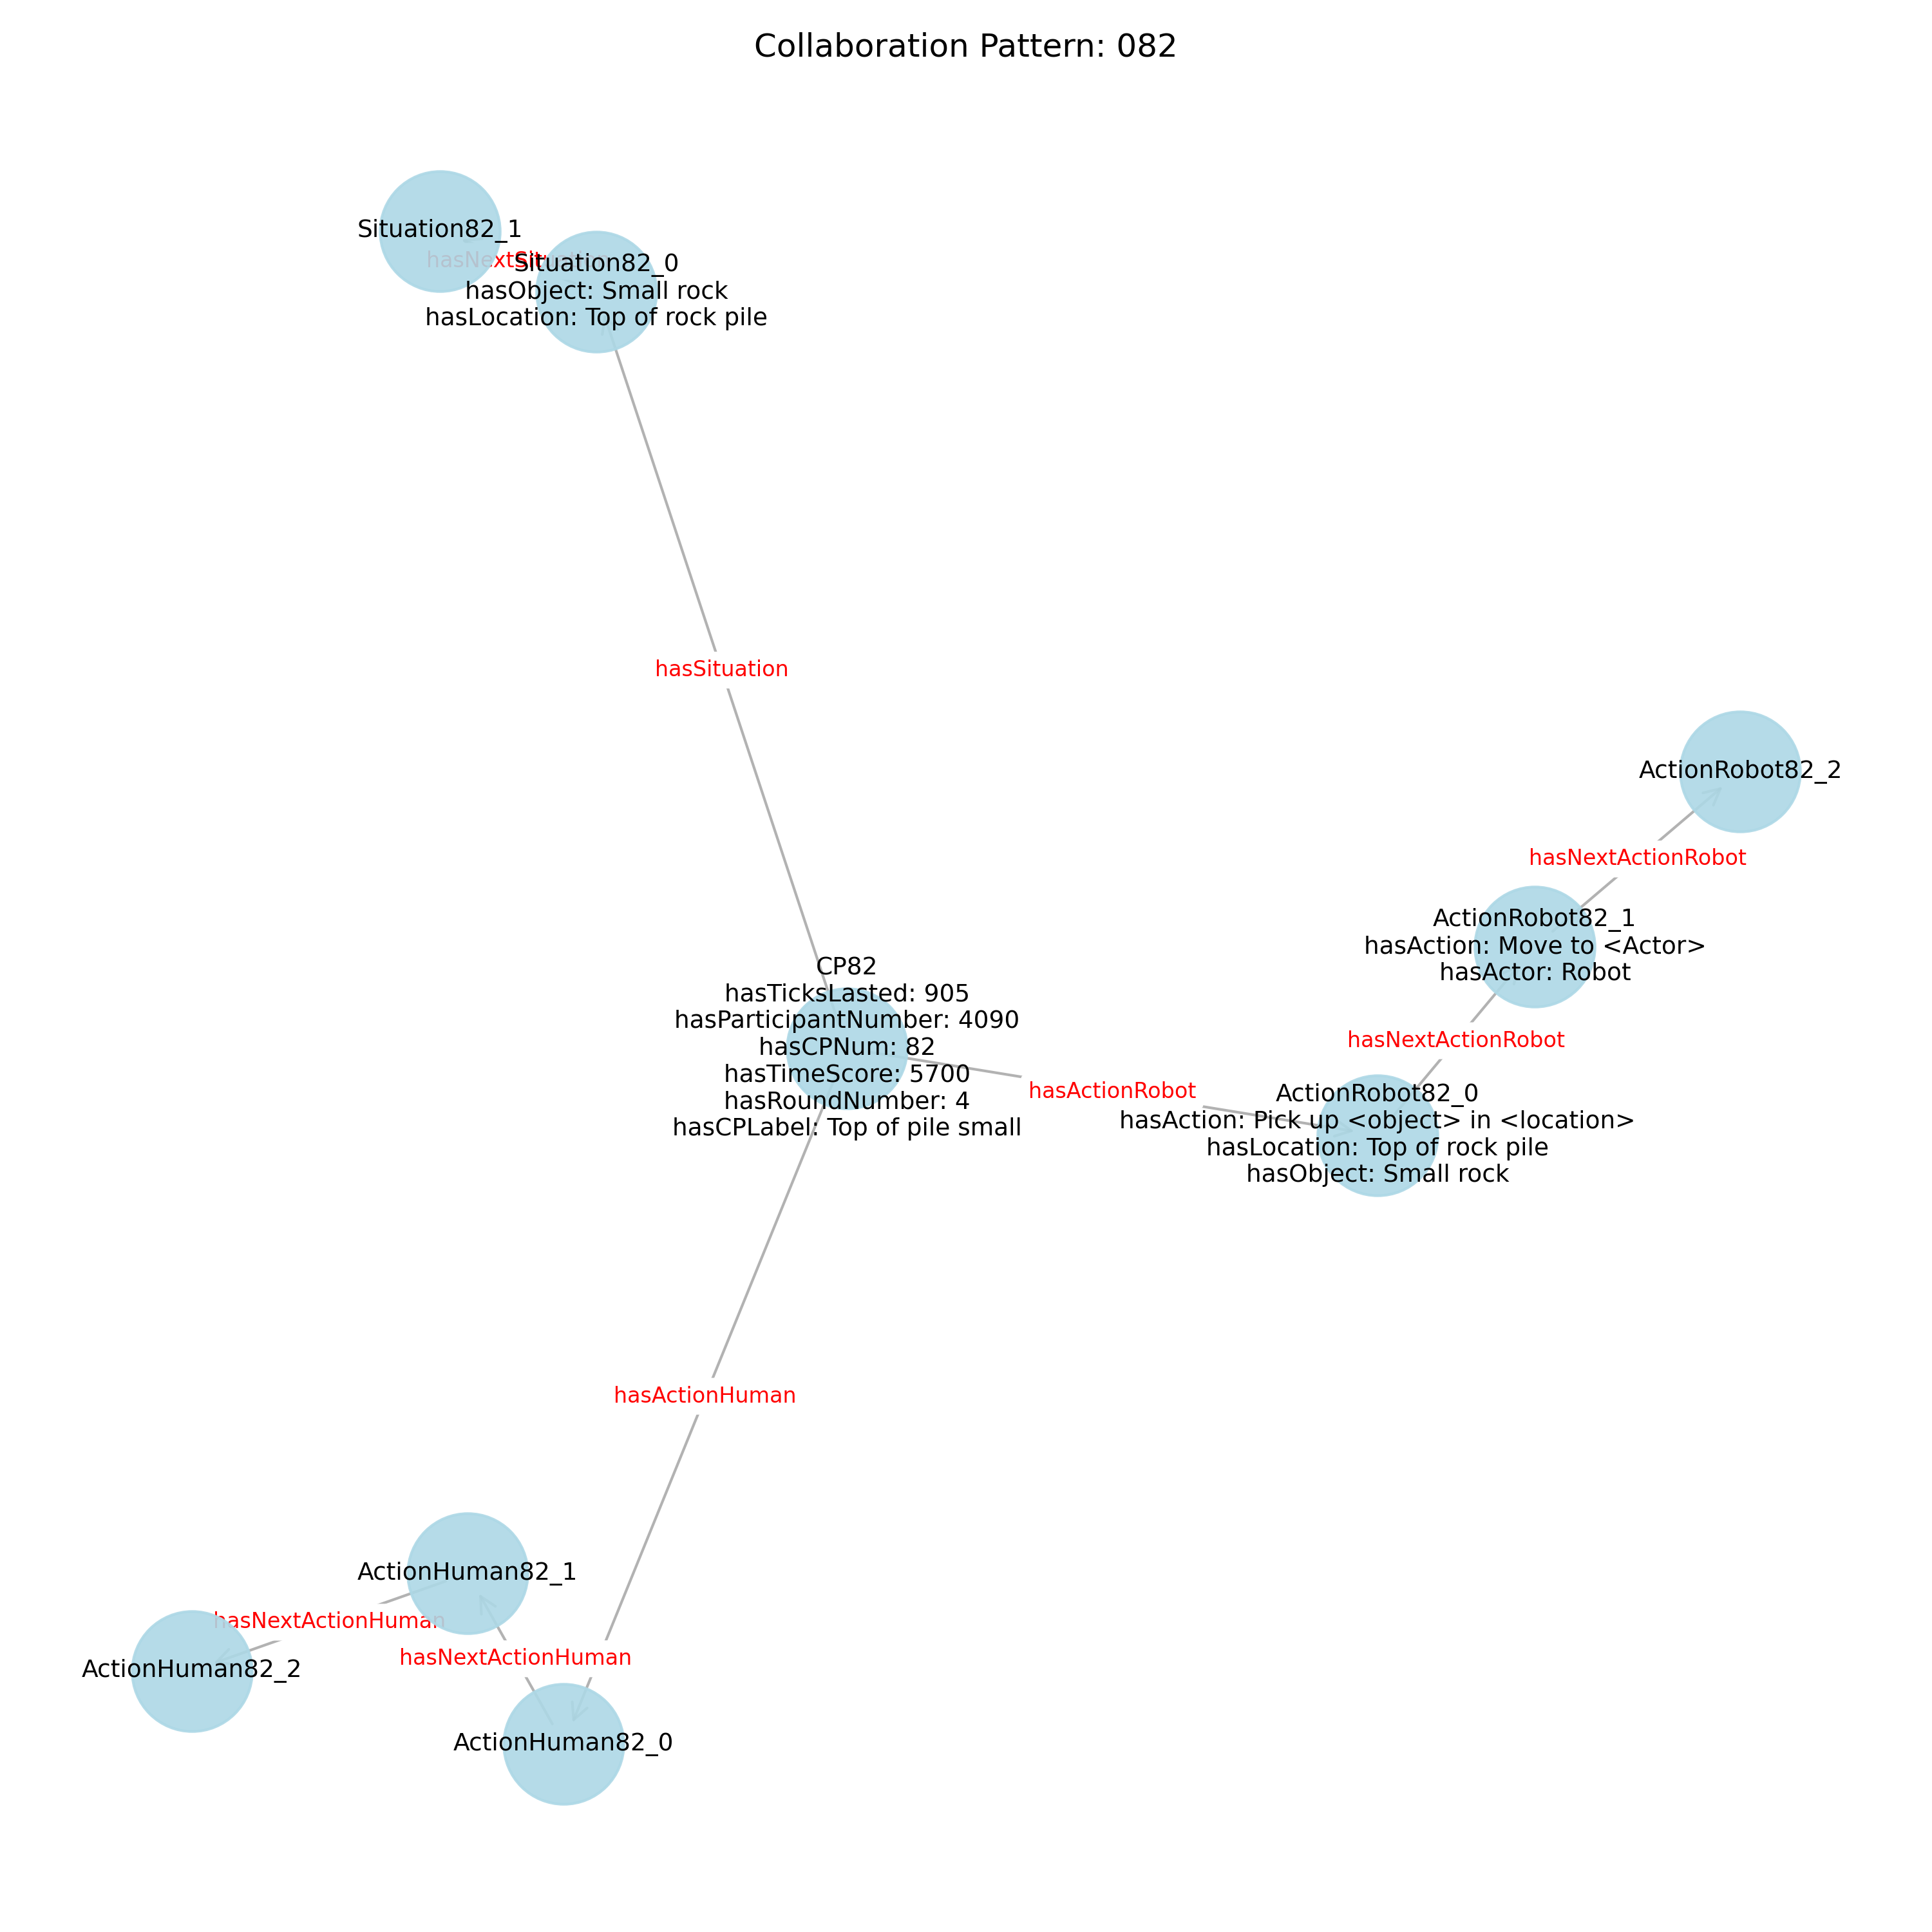 Collaboration Pattern: 082
Situation82_1
Situation82_0
hasObject: Small rock
hasLocation: Top of rock pile
hasSituation
ActionRobot82_2
hasNextActionRobot
ActionRobot82_1
hasAction: Move to <Actor>
hasActor: Robot
hasNextActionRobot
CP82
hasTicksLasted: 905
hasParticipantNumber: 4090
hasCPNum: 82
hasTimeScore: 5700
hasRoundNumber: 4
hasCPLabel: Top of pile small
hasActionRobot
ActionRobot82_0
hasAction: Pick up <object> in <location>
hasLocation: Top of rock pile
hasObject: Small rock
hasActionHuman
ActionHuman82_1
hasNextActionHuman
hasNextActionHuman
ActionHuman82_2
ActionHuman82_0